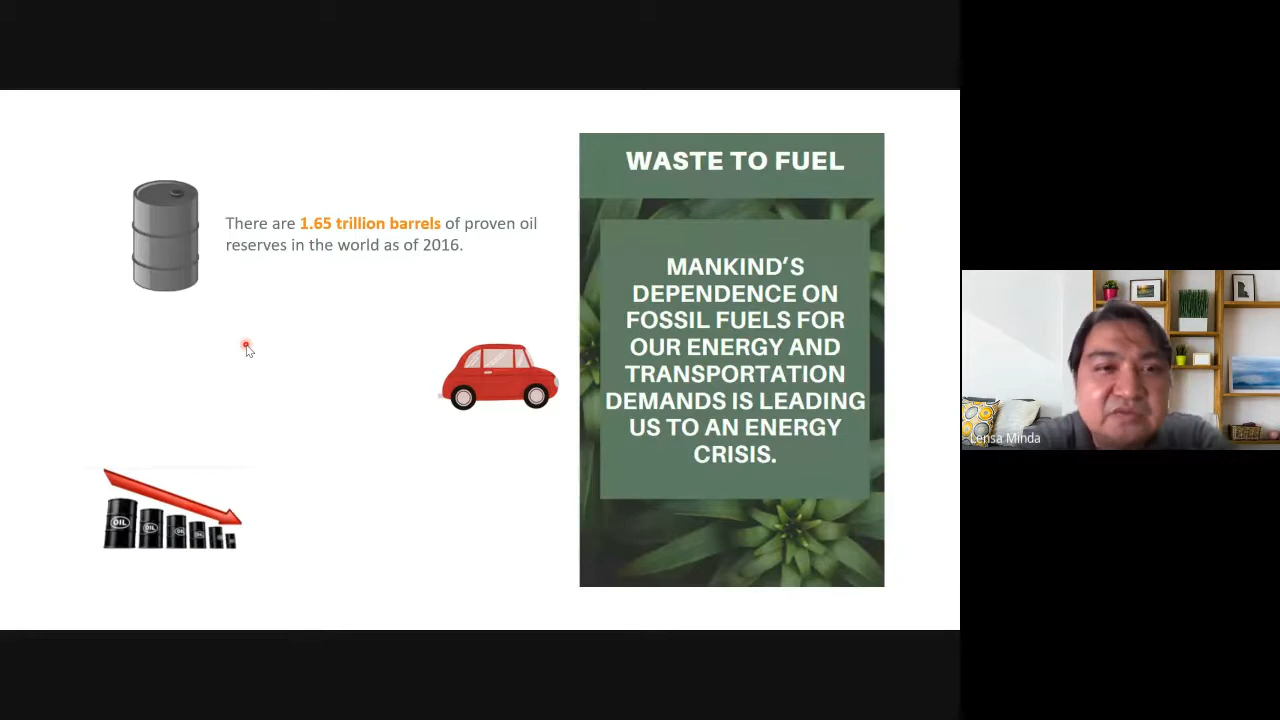 There are 1.65 trillion barrels of proven oil
reserves in the world as of 2016.
OIL
OIL
WASTE TO FUEL
MANKIND’S
DEPENDENCE ON
FOSSIL FUELS FOR
OUR ENERGY AND
TRANSPORTATION
DEMANDS IS LEADING
US TO AN ENERGY
CRISIS.
Lensa Minda